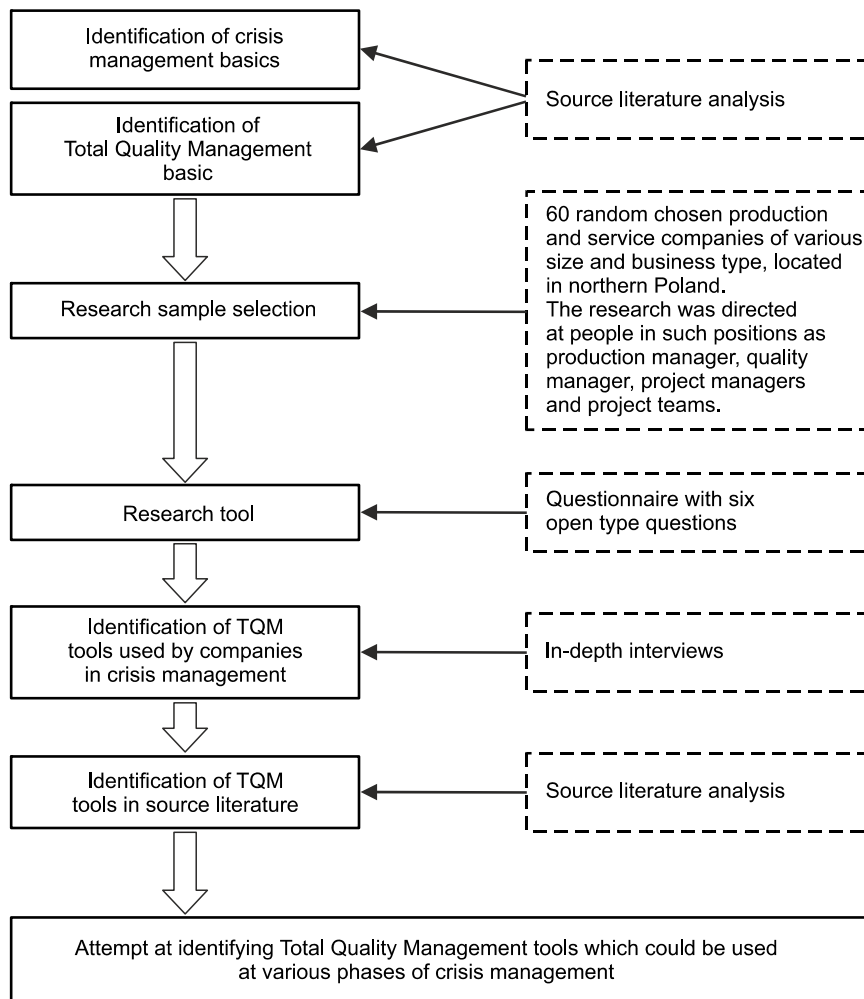 Identification of crisis
management basics
Source literature analysis
Identification of
Total Quality Management
basic
60 random chosen production
and service companies of various
size and business type, located
in northern Poland.
The research was directed
at people in such positions as
production manager, quality
manager, project managers
and project teams.
Research sample selection
Research tool
Questionnaire with six
open type questions
Identification of TQM
tools used by companies
in crisis management
In-depth interviews
Identification of TQM
tools in source literature
Source literature analysis
Attempt at identifying Total Quality Management tools which could be used
at various phases of crisis management